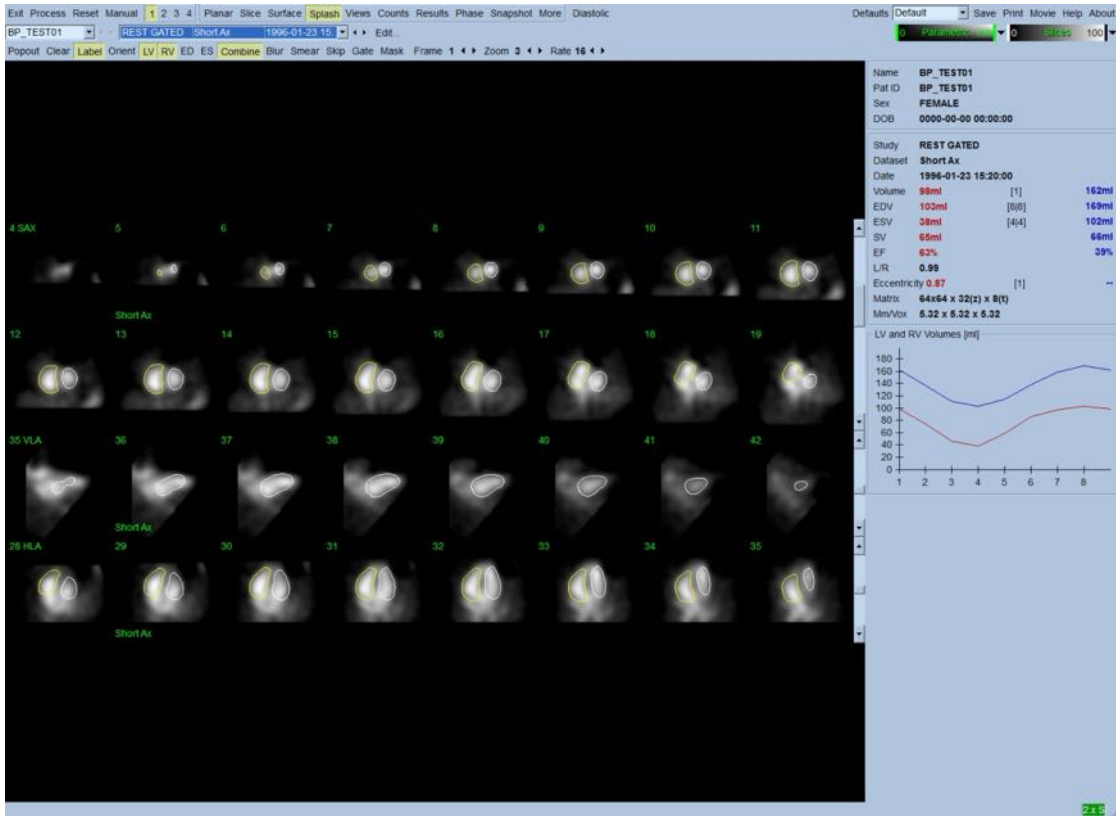 Exit Process Reset Manual 1 2 3 4 Planar Slice Surface Splash Views Counts Results Phase Snapshot More Diastolic Defaults Default Save Print Movie Help About
BP_TEST01 REST GATED Short Ax 1996-01-23 15: Edit... 0 Parametric 0 Slices 100
Popout Clear Label Orient LV RV ED ES Combine Blur Smear Skip Gate Mask Frame 1 Zoom 3 Rate 16
Name BP_TEST01
Pat ID BP_TEST01
Sex FEMALE
DOB 0000-00-00 00:00:00
Study REST GATED
Dataset Short Ax
Date 1996-01-23 15:20:00
Volume 98ml [1] 162ml
EDV 103ml [8|8] 169ml
ESV 38ml [4|4] 102ml
SV 65ml 66ml
EF 63% 39%
L/R 0.99
Eccentricity 0.87 [1] --
Matrix 64x64 x 32(z) x 8(t)
Mm/Vox 5.32 x 5.32 x 5.32
LV and RV Volumes [ml]
180
160
140
120
100
80
60
40
20
0
1 2 3 4 5 6 7 8
4 SAX 5 6 7 8 9 10 11
Short Ax
12 13 14 15 16 17 18 19
35 VLA 36 37 38 39 40 41 42
Short Ax
28 HLA 29 30 31 32 33 34 35
Short Ax
2 x S